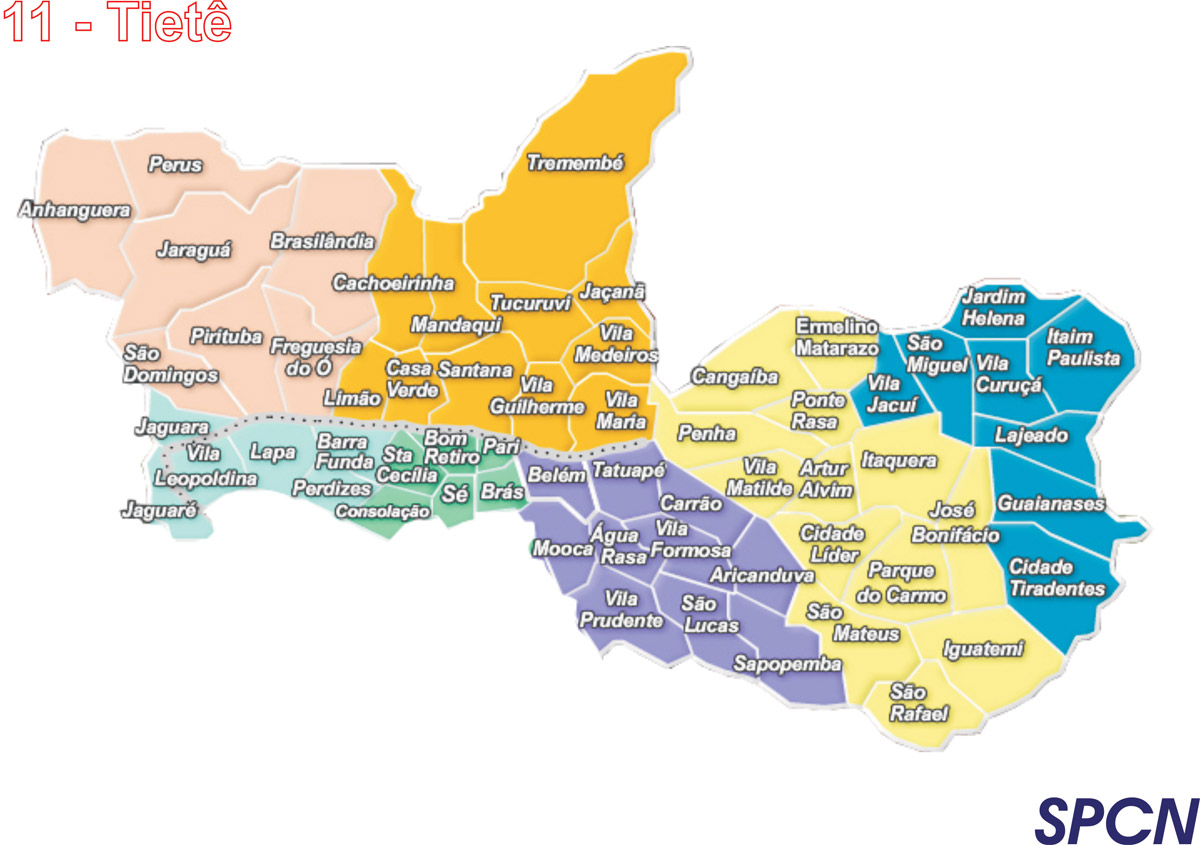 11 - Tietê
Tremembé
Perus
Anhanguera
Jaraguá
Brasilândia
Cachoeirinha
Tucuruvi
Jaçanã
Mandaqui
Pirituba
Freguesia
do Ó
São
Domingos
Vila
Medeiros
Casa
Verde
Santana
Limão
Vila
Guilherme
Vila
Maria
Jaguara
Vila
Leopoldina
Jaguaré
Lapa
Barra
Funda
Perdizes
Sta
Cecília
Bom
Retiro
Pari
Consolação
Sé
Brás
Belém
Tatuapé
Carrão
Mooca
Água
Rasa
Vila
Formosa
Aricanduva
Vila
Prudente
São
Lucas
Sapopemba
Cangaíba
Ermelino
Matarazo
Ponte
Rasa
Penha
Vila
Matilde
Artur
Alvim
Itaquera
José
Bonifácio
Cidade
Líder
Parque
do Carmo
São
Mateus
Iguatemí
São
Rafael
Vila
Jacuí
São
Miguel
Jardim
Helena
Vila
Curuçá
Itaim
Paulista
Lajeado
Guaianases
Cidade
Tiradentes
SPCN